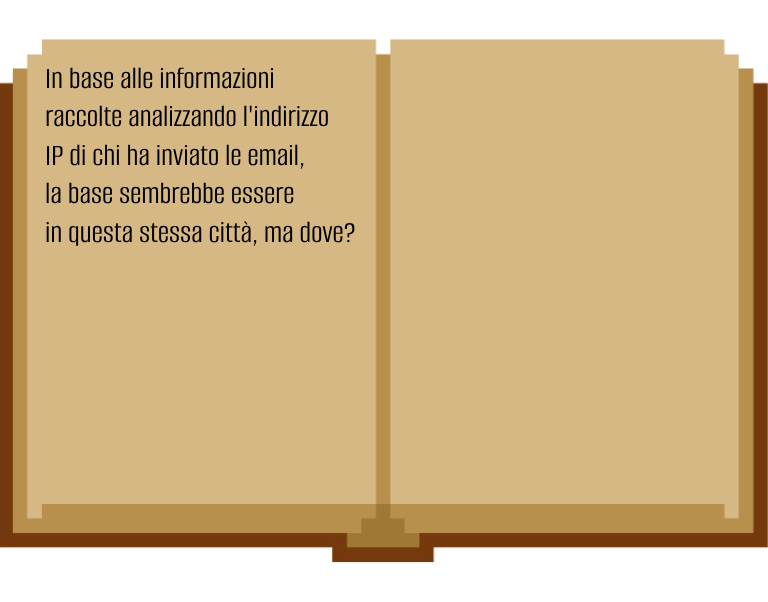 In base alle informazioni
raccolte analizzando l'indirizzo
IP di chi ha inviato le email,
la base sembrebbe essere
in questa stessa città, ma dove?